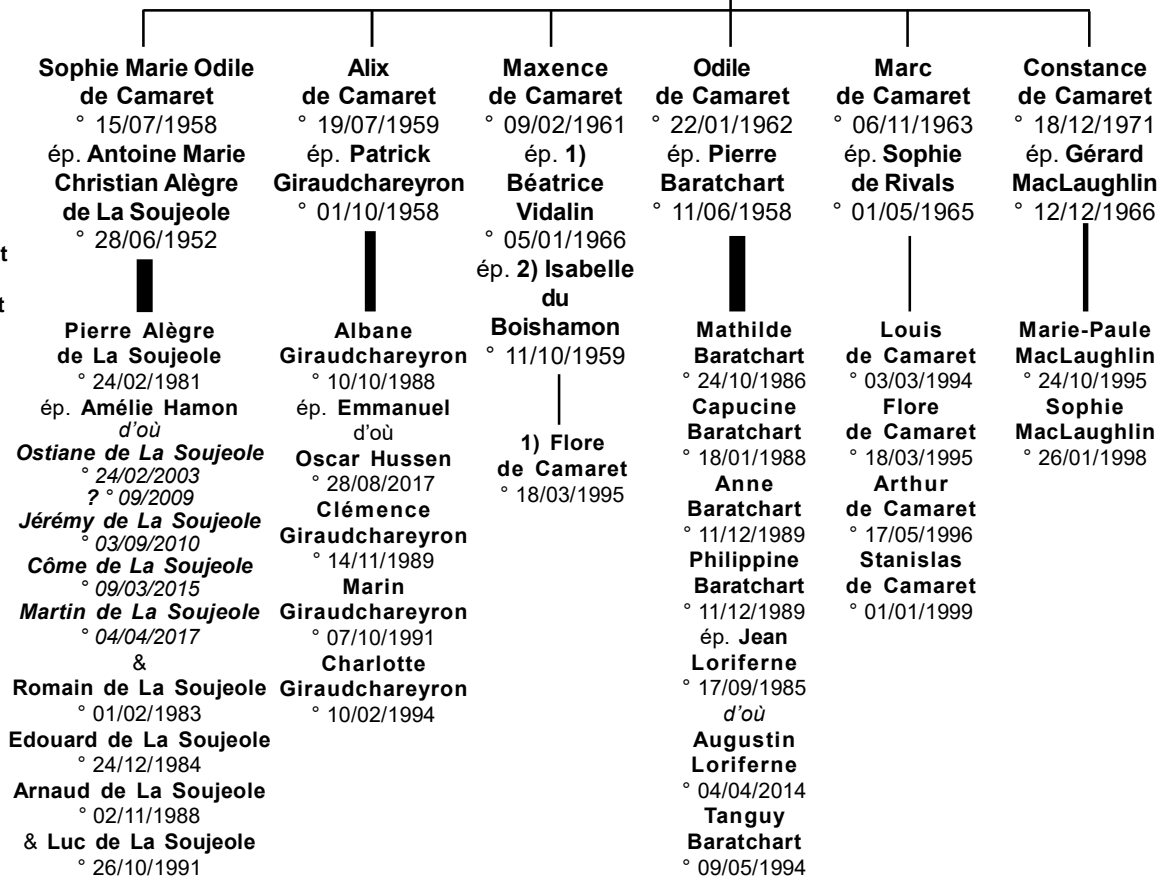 Sophie Marie Odile
de Camaret
° 15/07/1958
ép. Antoine Marie
Christian Alègre
de La Soujeole
° 28/06/1952
Pierre Alègre
de La Soujeole
° 24/02/1981
ép. Amélie Hamon
d'où
Ostiane de La Soujeole
° 24/02/2003
? ° 09/2009
Jérémy de La Soujeole
° 03/09/2010
Côme de La Soujeole
° 09/03/2015
Martin de La Soujeole
° 04/04/2017
&
Romain de La Soujeole
° 01/02/1983
Edouard de La Soujeole
° 24/12/1984
Arnaud de La Soujeole
° 02/11/1988
& Luc de La Soujeole
° 26/10/1991
Alix
de Camaret
° 19/07/1959
ép. Patrick
Giraudchareyron
° 01/10/1958
Albane
Giraudchareyron
° 10/10/1988
ép. Emmanuel
d'où
Oscar Hussen
° 28/08/2017
Clémence
Giraudchareyron
° 14/11/1989
Marin
Giraudchareyron
° 07/10/1991
Charlotte
Giraudchareyron
° 10/02/1994
Maxence
de Camaret
° 09/02/1961
ép. 1)
Béatrice
Vidalin
° 05/01/1966
ép. 2) Isabelle
du
Boishamon
° 11/10/1959
1) Flore
de Camaret
° 18/03/1995
Odile
de Camaret
° 22/01/1962
ép. Pierre
Baratchart
° 11/06/1958
Mathilde
Baratchart
° 24/10/1986
Capucine
Baratchart
° 18/01/1988
Anne
Baratchart
° 11/12/1989
Philippine
Baratchart
° 11/12/1989
ép. Jean
Loriferne
° 17/09/1985
d'où
Augustin
Loriferne
° 04/04/2014
Tanguy
Baratchart
° 09/05/1994
Marc
de Camaret
° 06/11/1963
ép. Sophie
de Rivals
° 01/05/1965
Louis
de Camaret
° 03/03/1994
Flore
de Camaret
° 18/03/1995
Arthur
de Camaret
° 17/05/1996
Stanislas
de Camaret
° 01/01/1999
Constance
de Camaret
° 18/12/1971
ép. Gérard
MacLaughlin
° 12/12/1966
Marie-Paule
MacLaughlin
° 24/10/1995
Sophie
MacLaughlin
° 26/01/1998